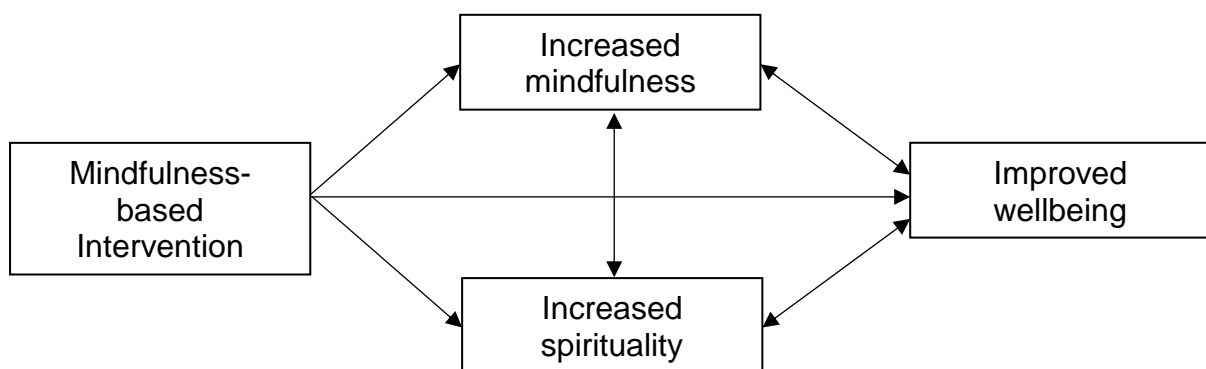 Increased
mindfulness
Mindfulness-
based
Intervention
Improved
wellbeing
Increased
spirituality